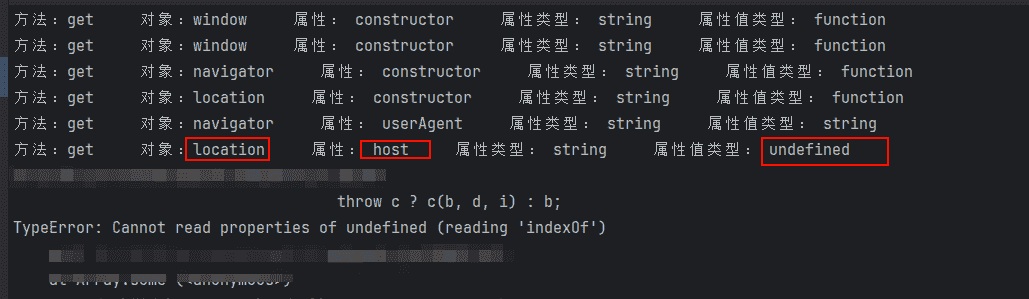 方法：get 对象：window 属性： constructor 属性类型： string 属性值类型： function
方法：get 对象：window 属性： constructor 属性类型： string 属性值类型： function
方法：get 对象：navigator 属性： constructor 属性类型： string 属性值类型： function
方法：get 对象：location 属性： constructor 属性类型： string 属性值类型： function
方法：get 对象：navigator 属性： userAgent 属性类型： string 属性值类型： string
方法：get 对象：location 属性： host 属性类型： string 属性值类型： undefined
throw c ? c(b, d, i) : b;
TypeError: Cannot read properties of undefined (reading 'indexOf')
at Array.some (<anonymous>)